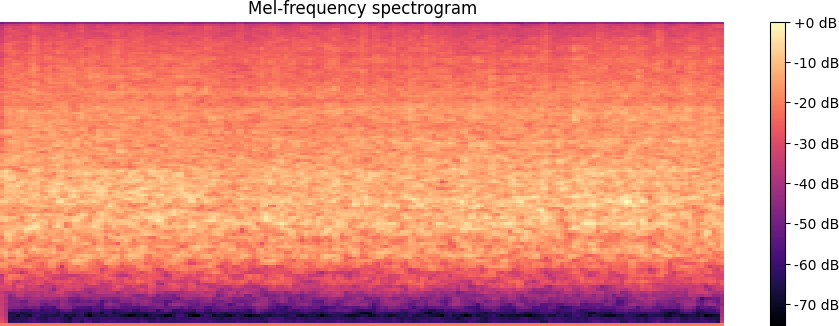 Mel-frequency spectrogram
+0 dB
-10 dB
-20 dB
-30 dB
-40 dB
-50 dB
-60 dB
-70 dB